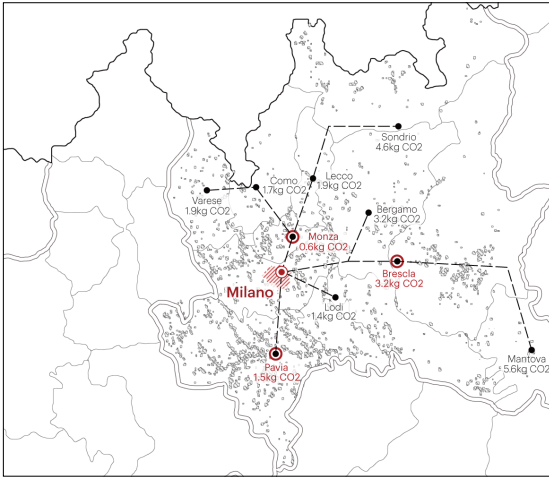 Sondrio
4.6kg CO2
Como
1.7kg CO2
Lecco
1.9kg CO2
Varese
1.9kg CO2
Bergamo
3.2kg CO2
Monza
0.6kg CO2
Brescla
3.2kg CO2
Milano
Lodi
1.4kg CO2
Mantova
5.6kg CO2
Pavia
1.5kg CO2